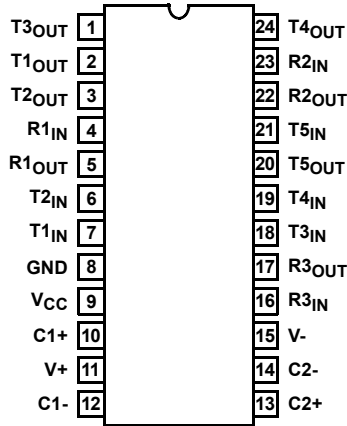 T3OUT 1 24 T4OUT
T1OUT 2 23 R2IN
T2OUT 3 22 R2OUT
R1IN 4 21 T5IN
R1OUT 5 20 T5OUT
T2IN 6 19 T4IN
T1IN 7 18 T3IN
GND 8 17 R3OUT
VCC 9 16 R3IN
C1+ 10 15 V-
V+ 11 14 C2-
C1- 12 13 C2+